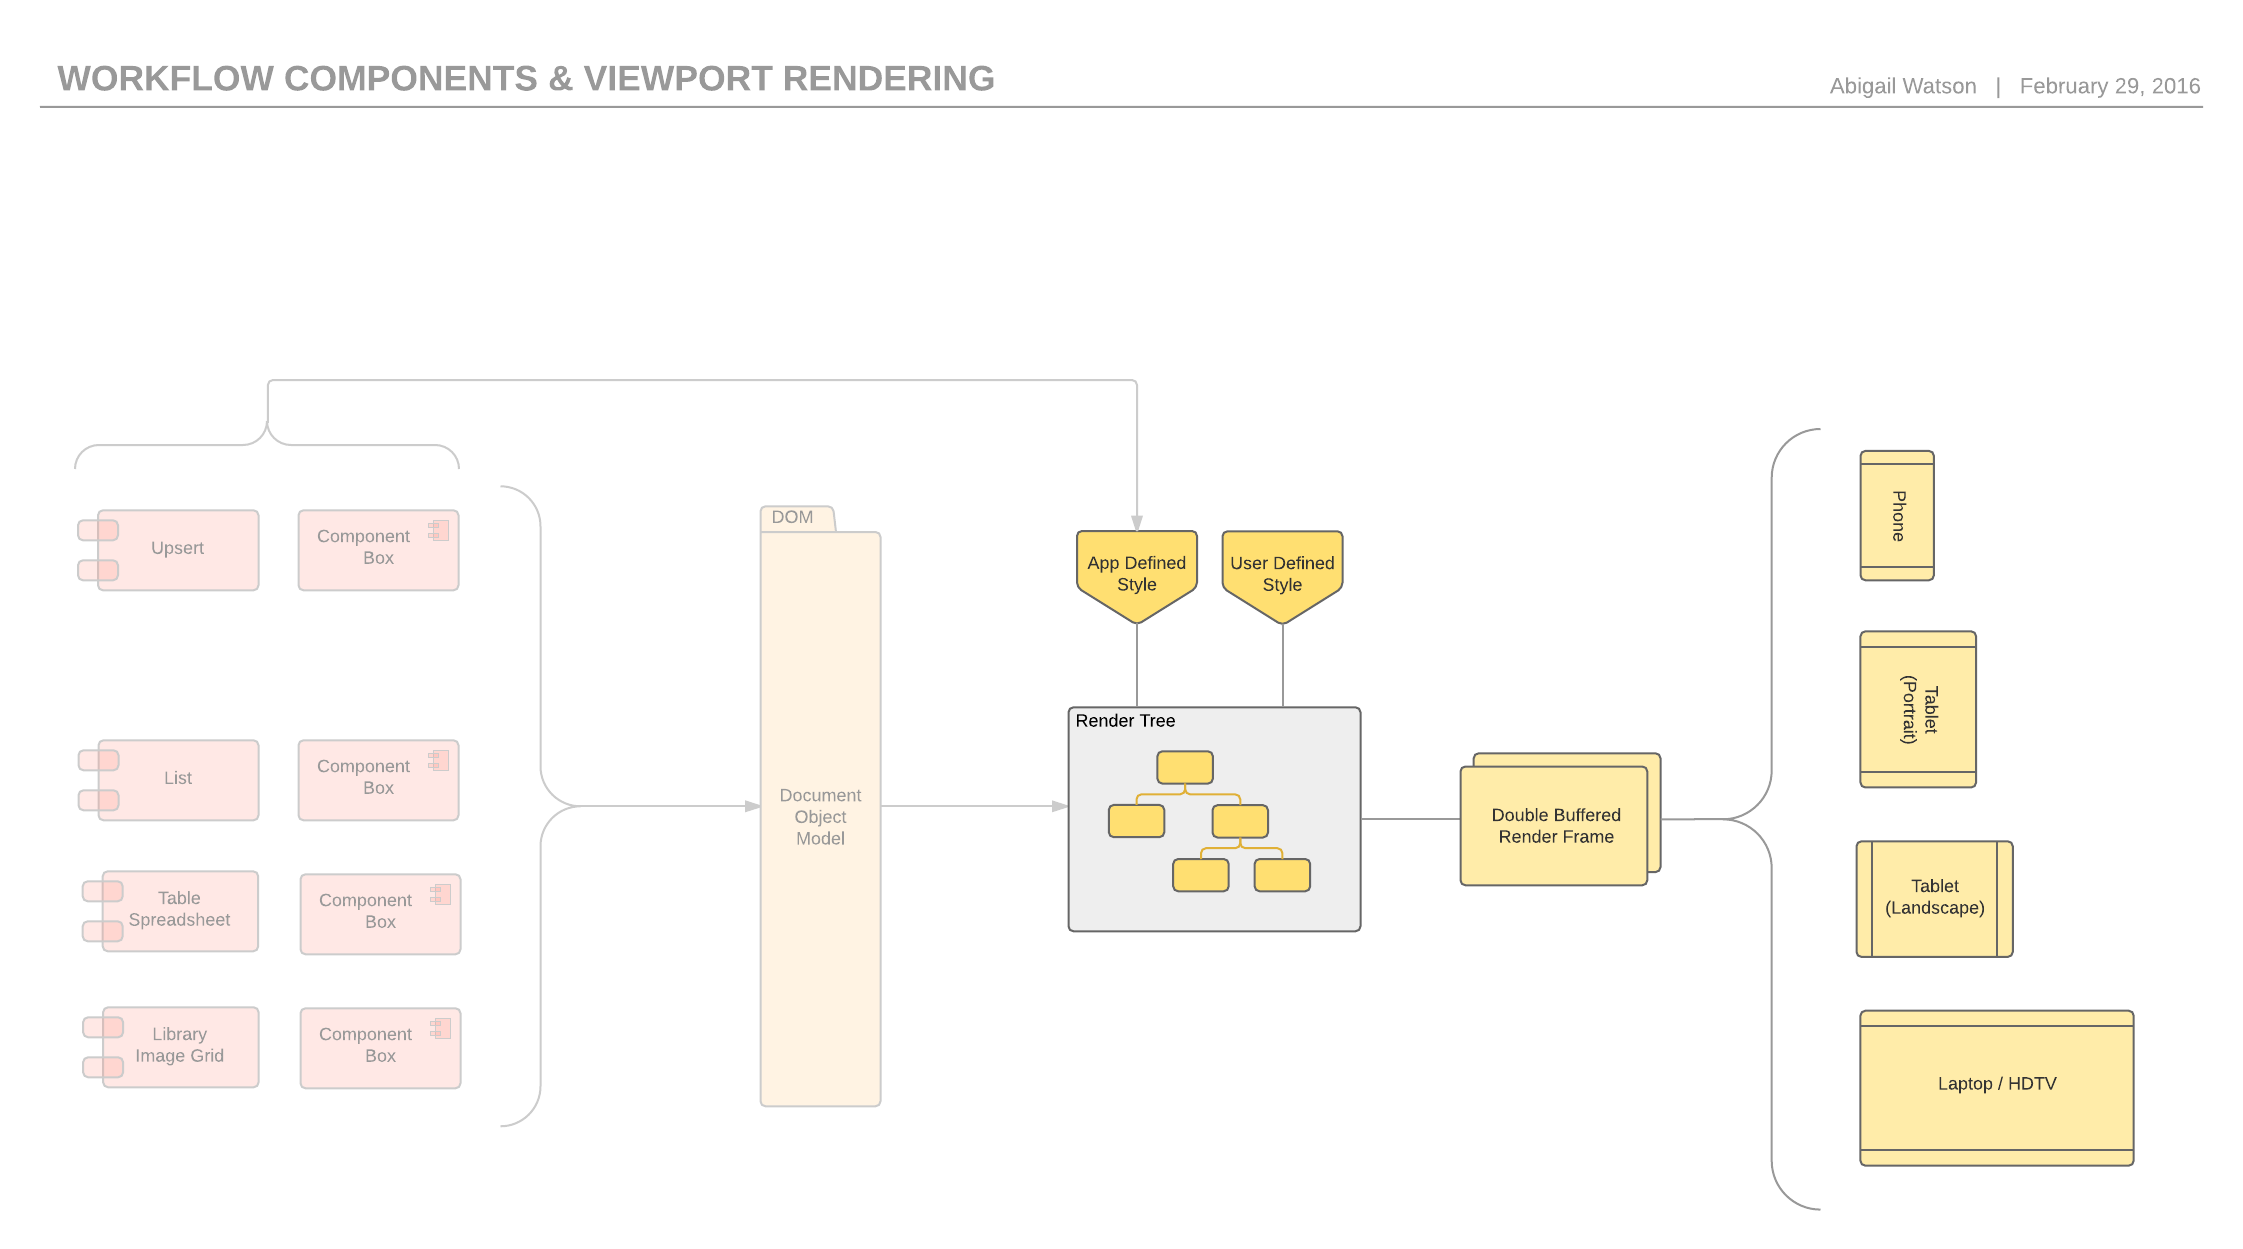 WORKFLOW COMPONENTS & VIEWPORT RENDERING
Abigail Watson | February 29, 2016
Upsert
Component
Box
List
Component
Box
Table
Spreadsheet
Component
Box
Library
Image Grid
Component
Box
DOM
Document
Object
Model
App Defined
Style
User Defined
Style
Render Tree
Double Buffered
Render Frame
Phone
Tablet
(Portrait)
Tablet
(Landscape)
Laptop / HDTV